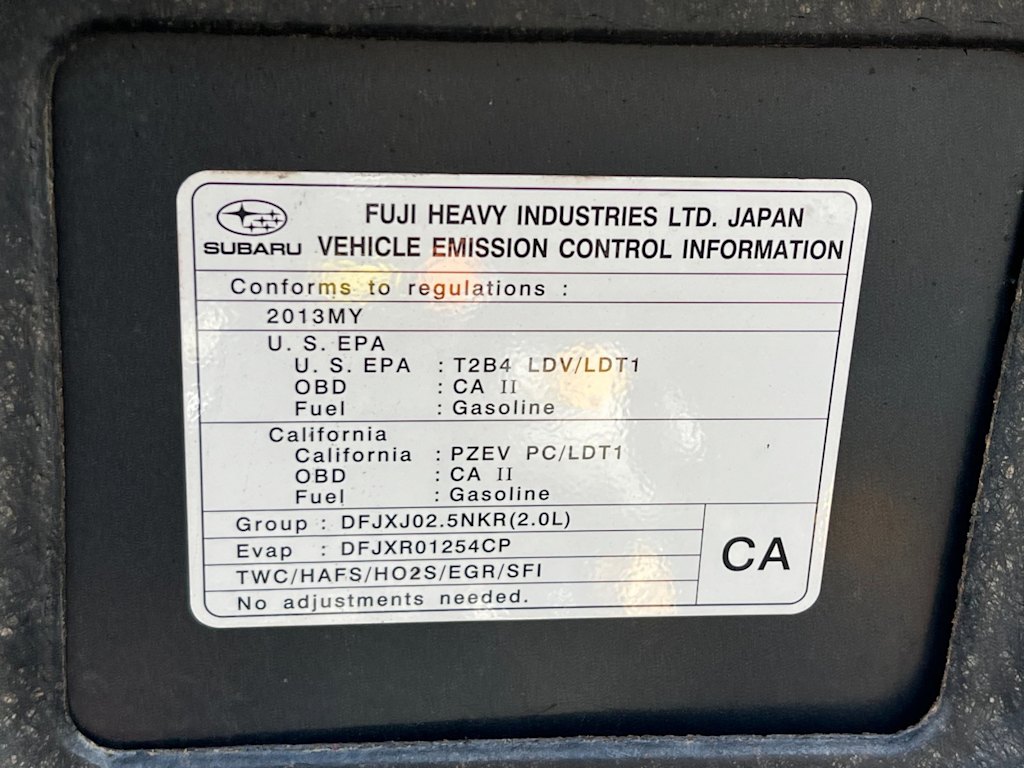 SUBARU
FUJI HEAVY INDUSTRIES LTD. JAPAN
VEHICLE EMISSION CONTROL INFORMATION
Conforms to regulations :
2013MY
U. S. EPA
U. S. EPA : T2B4 LDV/LDT1
OBD : CA II
Fuel : Gasoline
California
California : PZEV PC/LDT1
OBD : CA II
Fuel : Gasoline
Group : DFJXJ02.5NKR(2.0L)
Evap : DFJXR01254CP
TWC/HAFS/HO2S/EGR/SFI
No adjustments needed.
CA